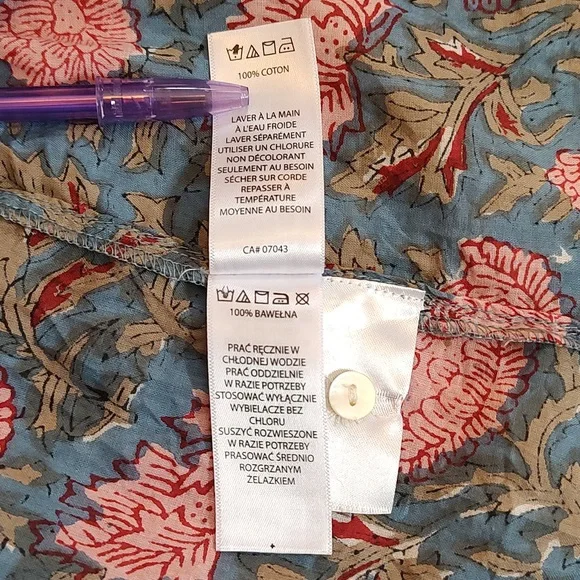 100% COTON
LAVER À LA MAIN
À L'EAU FROIDE
LAVER SÉPARÉMENT
UTILISER UN CHLORURE
NON DÉCOLORANT
SEULEMENT AU BESOIN
SÉCHER SUR CORDE
REPASSER À
TEMPÉRATURE
MOYENNE AU BESOIN
CA# 07043
100% BAWEŁNA
PRAĆ RĘCZNIE W
CHŁODNEJ WODZIE
PRAĆ ODDZIELNIE
W RAZIE POTRZEBY
STOSOWAĆ WYŁĄCZNIE
WYBIELACZE BEZ
CHLORU
SUSZYĆ ROZWIESZONE
W RAZIE POTRZEBY
PRASOWAĆ ŚREDNIO
ROZGRZANYM
ŻELAZKIEM